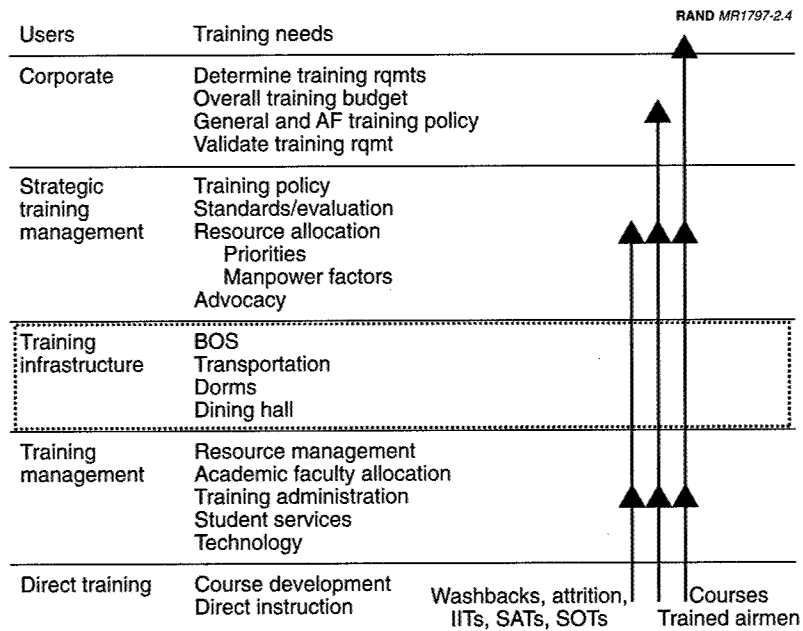 RAND MR1797-2.4
Users Training needs
Corporate Determine training rqmts
Overall training budget
General and AF training policy
Validate training rqmt
Strategic Training policy
training Standards/evaluation
management Resource allocation
Priorities
Manpower factors
Advocacy
Training BOS
infrastructure Transportation
Dorms
Dining hall
Training Resource management
management Academic faculty allocation
Training administration
Student services
Technology
Direct training Course development
Direct instruction
Washbacks, attrition, Courses
IITs, SATs, SOTs Trained airmen